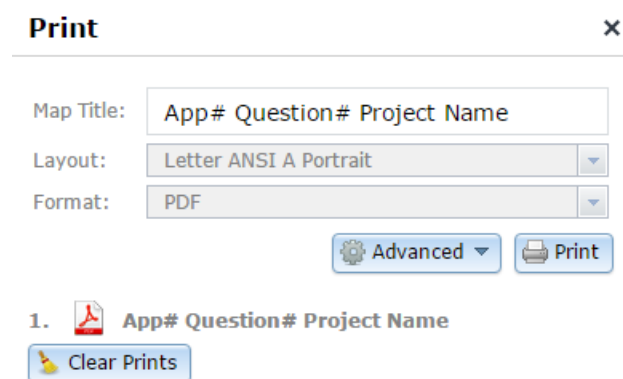 Print
Map Title: App# Question# Project Name
Layout: Letter ANSI A Portrait
Format: PDF
Advanced Print
1. App# Question# Project Name
Clear Prints